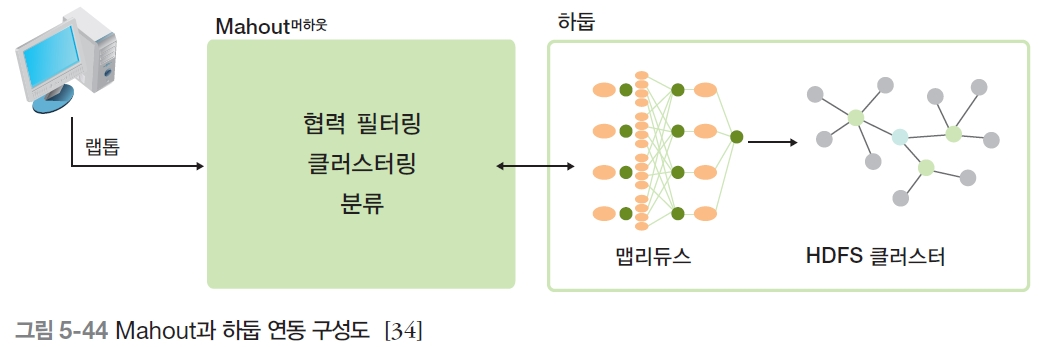 Mahout머하웃
하둡
랩톱
협력 필터링
클러스터링
분류
맵리듀스
HDFS 클러스터
그림 5-44 Mahout과 하둡 연동 구성도 [34]